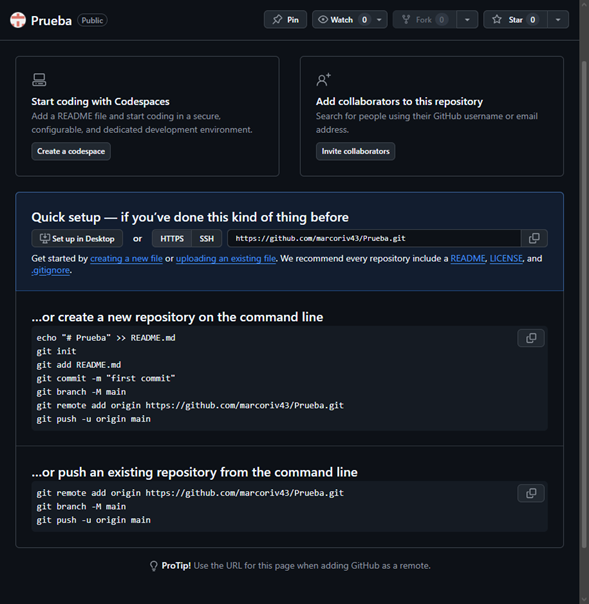 Prueba Public Pin Watch 0 Fork 0 Star 0
Start coding with Codespaces
Add a README file and start coding in a secure,
configurable, and dedicated development environment.
Create a codespace
Add collaborators to this repository
Search for people using their GitHub username or email
address.
Invite collaborators
Quick setup — if you've done this kind of thing before
Set up in Desktop or HTTPS SSH https://github.com/marcoriv43/Prueba.git
Get started by creating a new file or uploading an existing file. We recommend every repository include a README, LICENSE, and
.gitignore.
...or create a new repository on the command line
echo "# Prueba" >> README.md
git init
git add README.md
git commit -m "first commit"
git branch -M main
git remote add origin https://github.com/marcoriv43/Prueba.git
git push -u origin main
...or push an existing repository from the command line
git remote add origin https://github.com/marcoriv43/Prueba.git
git branch -M main
git push -u origin main
ProTip! Use the URL for this page when adding GitHub as a remote.